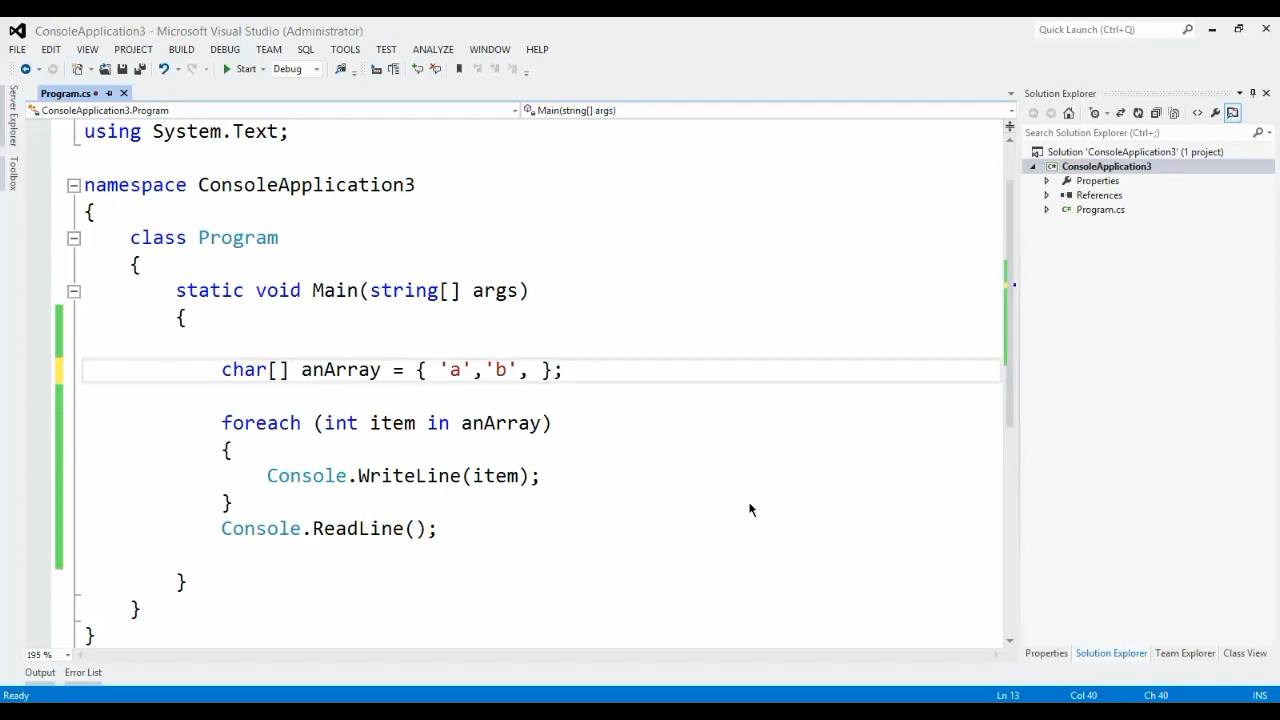 ConsoleApplication3 - Microsoft Visual Studio (Administrator)
Quick Launch (Ctrl+Q)
FILE EDIT VIEW PROJECT BUILD DEBUG TEAM SQL TOOLS TEST ANALYZE WINDOW HELP
Start Debug
Server Explorer
Toolbox
Program.cs
ConsoleApplication3.Program
Main(string[] args)
using System.Text;
namespace ConsoleApplication3
{
class Program
{
static void Main(string[] args)
{
char[] anArray = { 'a','b', };
foreach (int item in anArray)
{
Console.WriteLine(item);
}
Console.ReadLine();
}
}
}
195 %
Solution Explorer
Search Solution Explorer (Ctrl+;)
Solution 'ConsoleApplication3' (1 project)
ConsoleApplication3
Properties
References
Program.cs
Properties Solution Explorer Team Explorer Class View
Output Error List
Ready Ln 13 Col 40 Ch 40 INS